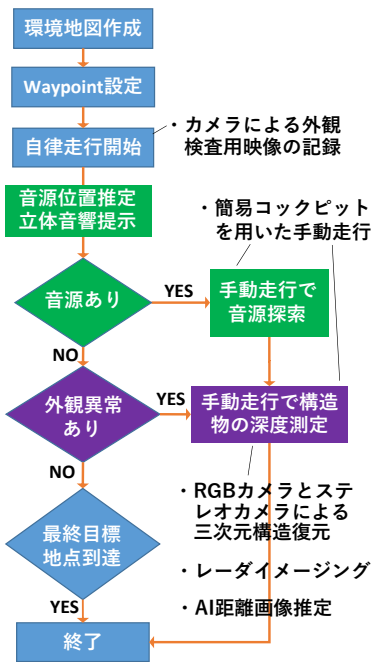 環境地図作成
Waypoint設定
自律走行開始
・カメラによる外観
検査用映像の記録
音源位置推定
立体音響提示
・簡易コックピット
を用いた手動走行
音源あり
YES
手動走行で
音源探索
NO
外観異常
あり
YES
手動走行で構造
物の深度測定
NO
・RGBカメラとステ
レオカメラによる
三次元構造復元
最終目標
地点到達
・レーダイメージング
・AI距離画像推定
YES
終了